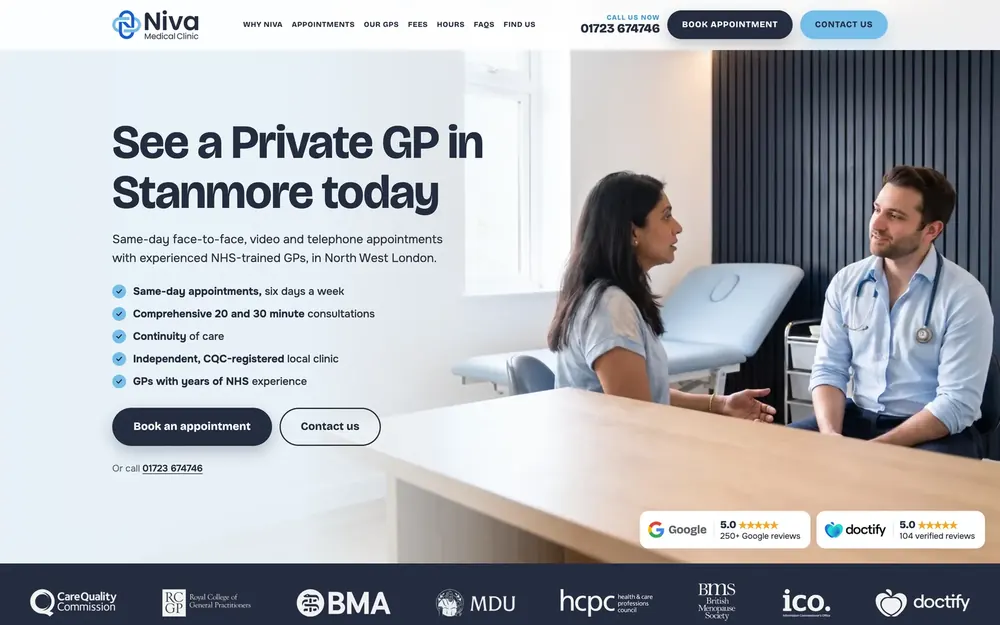 Niva
Medical Clinic
WHY NIVA APPOINTMENTS OUR GPS FEES HOURS FAQS FIND US
CALL US NOW
01723 674746
BOOK APPOINTMENT
CONTACT US
See a Private GP in
Stanmore today
Same-day face-to-face, video and telephone appointments
with experienced NHS-trained GPs, in North West London.
Same-day appointments, six days a week
Comprehensive 20 and 30 minute consultations
Continuity of care
Independent, CQC-registered local clinic
GPs with years of NHS experience
Book an appointment
Contact us
Or call 01723 674746
Google
5.0
250+ Google reviews
doctify
5.0
104 verified reviews
CareQuality
Commission
RC
GP
Royal College of
General Practitioners
BMA
MDU
hcpc
health & care
professions
council
BMS
British
Menopause
Society
ico.
Information Commissioner's Office
doctify